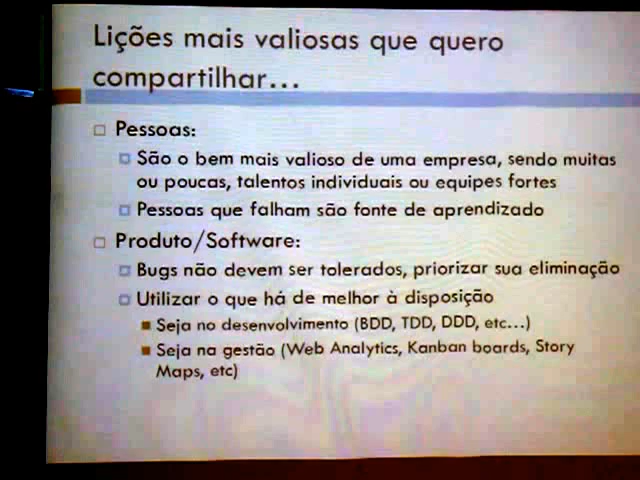 Lições mais valiosas que quero
compartilhar...
Pessoas:
São o bem mais valioso de uma empresa, sendo muitas
ou poucas, talentos individuais ou equipes fortes
Pessoas que falham são fonte de aprendizado
Produto/Software:
Bugs não devem ser tolerados, priorizar sua eliminação
Utilizar o que há de melhor à disposição
Seja no desenvolvimento (BDD, TDD, DDD, etc...)
Seja na gestão (Web Analytics, Kanban boards, Story
Maps, etc)